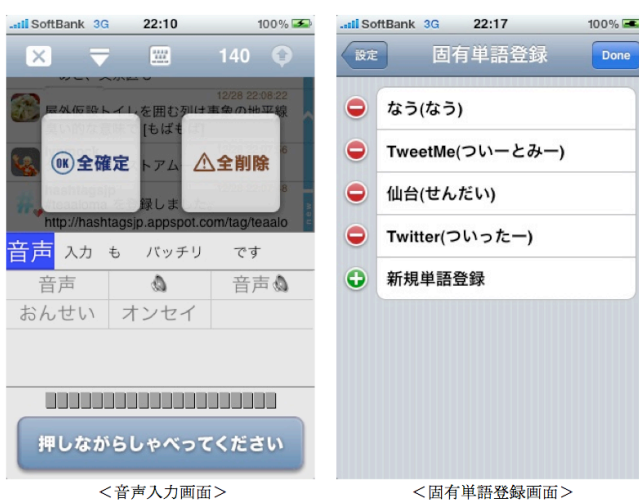 SoftBank 3G 22:10 100%
140
12/28 22:08:22
屋外仮設トイレを囲む列は事象の地平線
[もばも
OK 全確定
全削除
トアム
録しま
http://hashtagsjp.appspot.com/tag/teaalo
音声 入力 も バッチリ です
音声 音声
おんせい オンセイ
押しながらしゃべってください
＜音声入力画面＞
SoftBank 3G 22:17 100%
設定 固有単語登録 Done
なう(なう)
TweetMe(ついーとみー)
仙台(せんだい)
Twitter(ついったー)
新規単語登録
＜固有単語登録画面＞